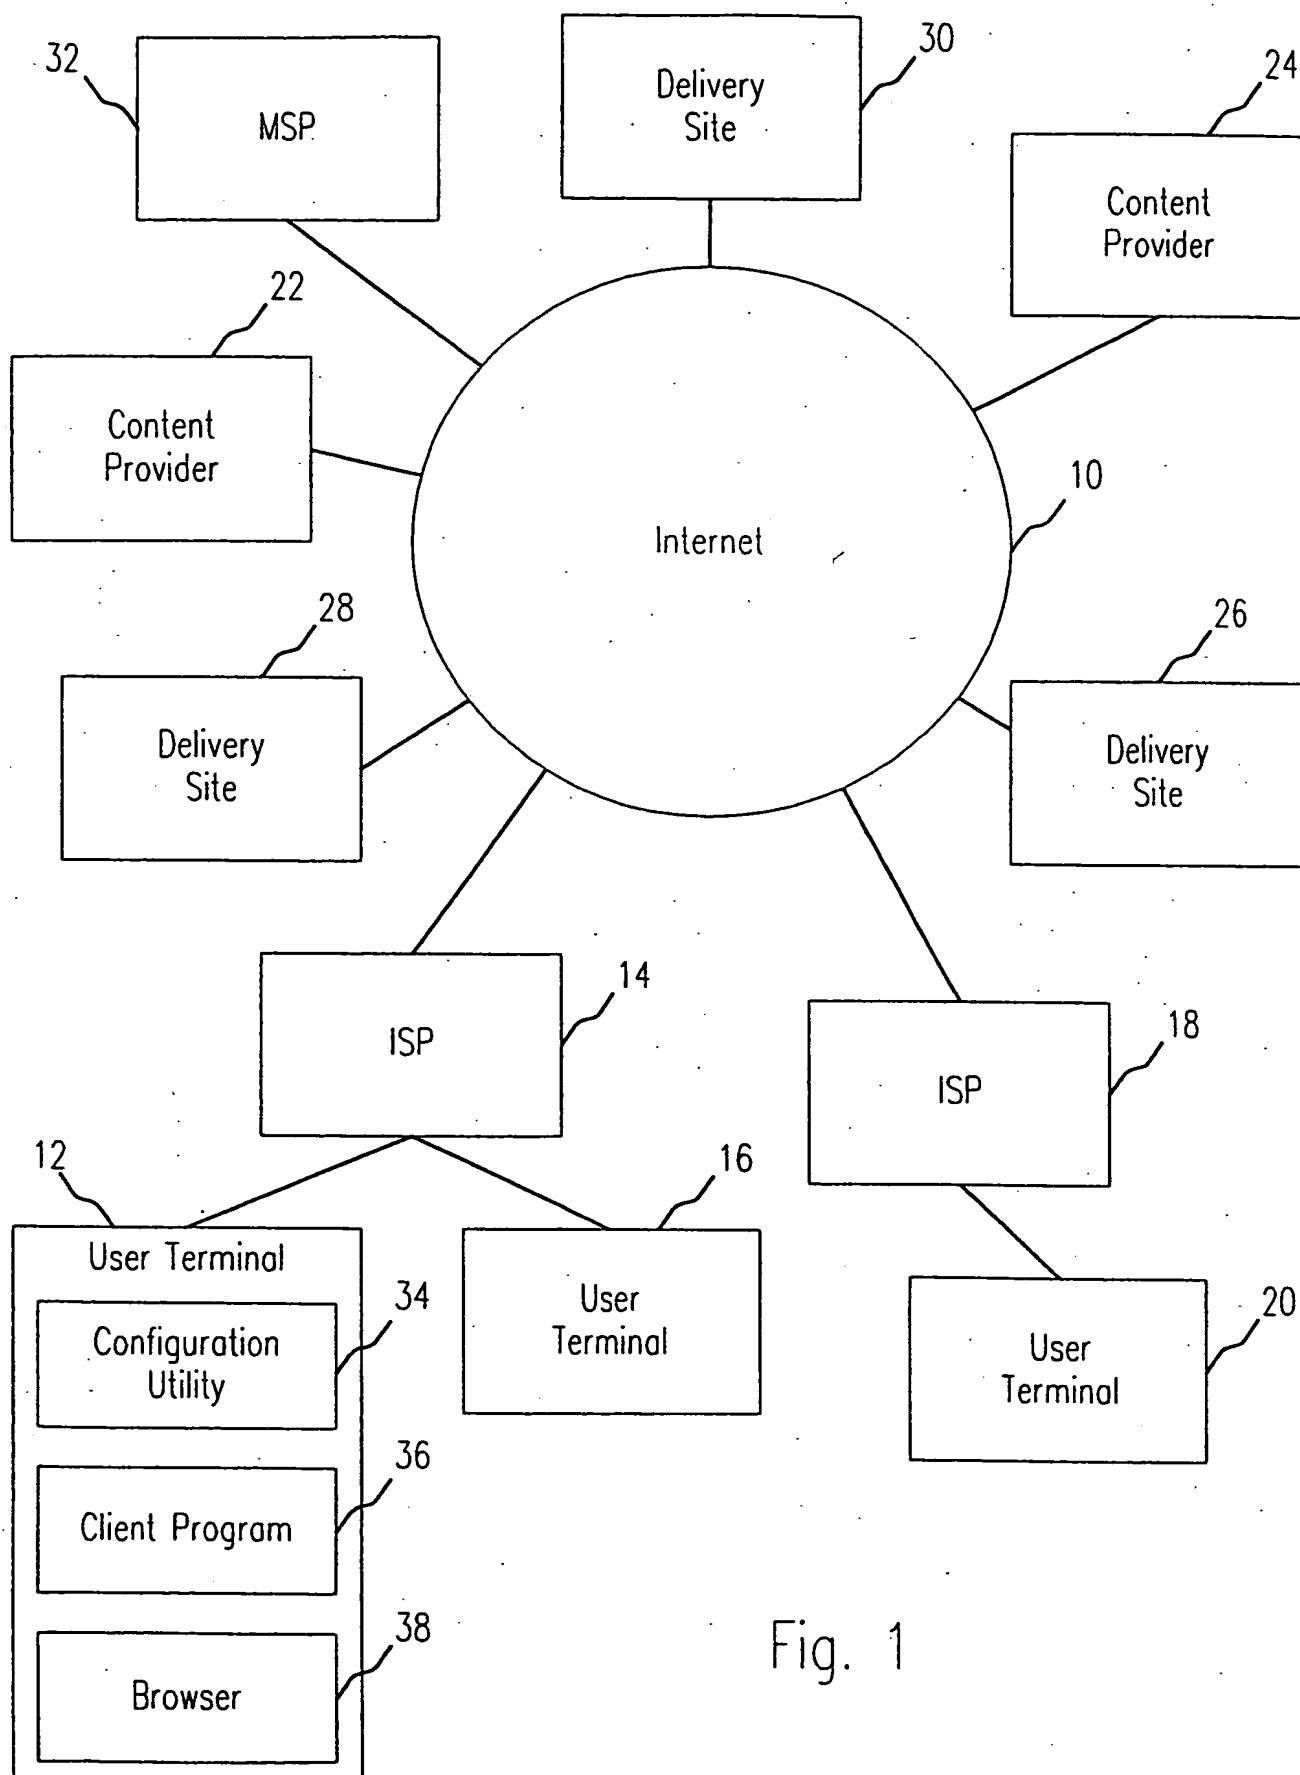 32
MSP
30
Delivery
Site
24
Content
Provider
22
Content
Provider
10
Internet
28
Delivery
Site
26
Delivery
Site
14
ISP
18
ISP
12
User Terminal
34
Configuration
Utility
36
Client Program
38
Browser
16
User
Terminal
20
User
Terminal
Fig. 1